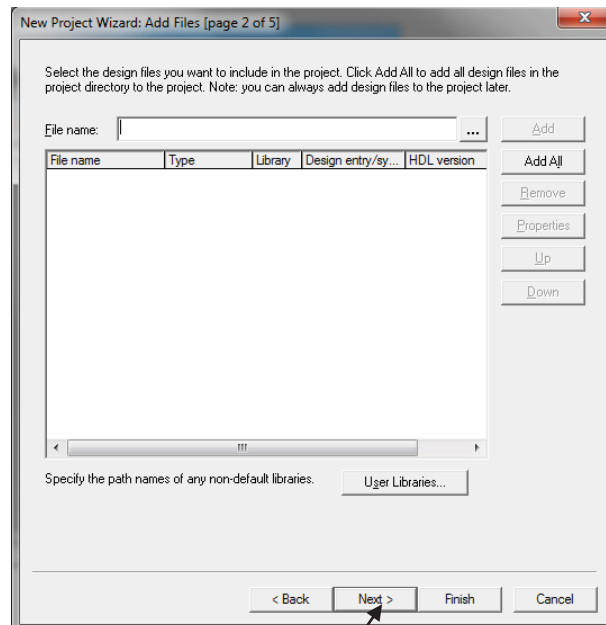 New Project Wizard: Add Files [page 2 of 5]
Select the design files you want to include in the project. Click Add All to add all design files in the
project directory to the project. Note: you can always add design files to the project later.
File name: ... Add
File name Type Library Design entry/sy... HDL version Add All
Remove
Properties
Up
Down
Specify the path names of any non-default libraries. User Libraries...
< Back Next > Finish Cancel